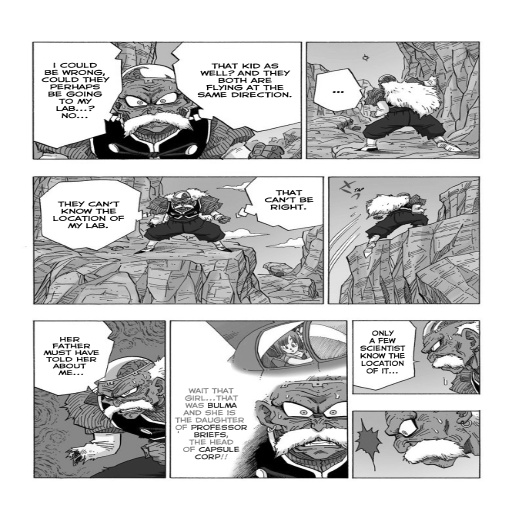 ...
THAT KID AS
WELL? AND THEY
BOTH ARE
FLYING AT THE
SAME DIRECTION.
I COULD
BE WRONG,
COULD THEY
PERHAPS
BE GOING
TO MY
LAB...?
NO...
THAT
CAN'T BE
RIGHT.
THEY CAN'T
KNOW THE
LOCATION OF
MY LAB.
ONLY
A FEW
SCIENTIST
KNOW THE
LOCATION
OF IT...
WAIT THAT
GIRL...THAT
WAS BULMA
AND SHE IS
THE DAUGHTER
OF PROFESSOR
BRIEFS,
THE HEAD
OF CAPSULE
CORP!!
HER
FATHER
MUST HAVE
TOLD HER
ABOUT
ME...